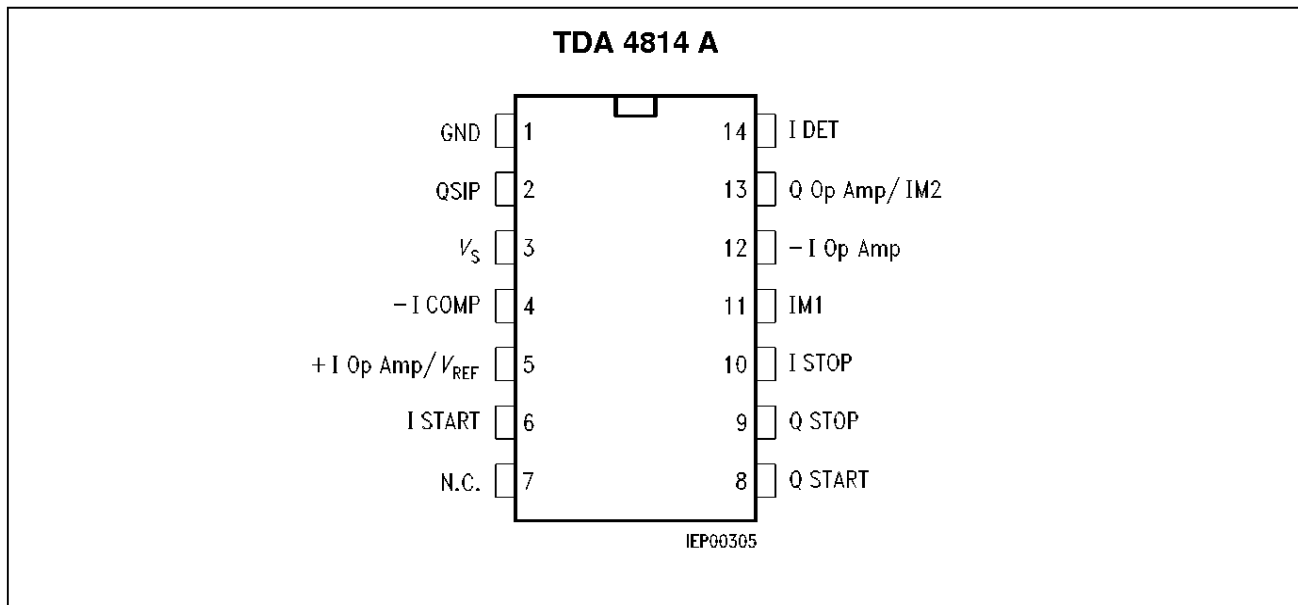 TDA 4814 A
GND 1 14 I DET
QSIP 2 13 Q Op Amp/ IM2
VS 3 12 −I Op Amp
−I COMP 4 11 IM1
+I Op Amp/VREF 5 10 I STOP
I START 6 9 Q STOP
N.C. 7 8 Q START
IEP00305